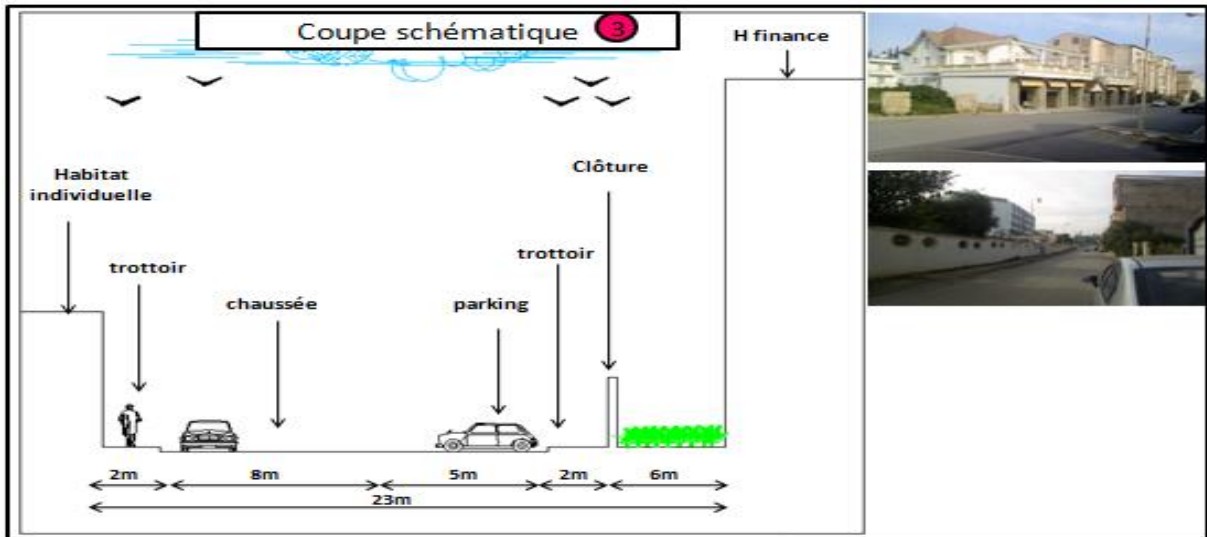 Coupe schématique 3
H finance
Clôture
Habitat
individuelle
trottoir
trottoir
chaussée
parking
2m
8m
5m
2m
6m
23m